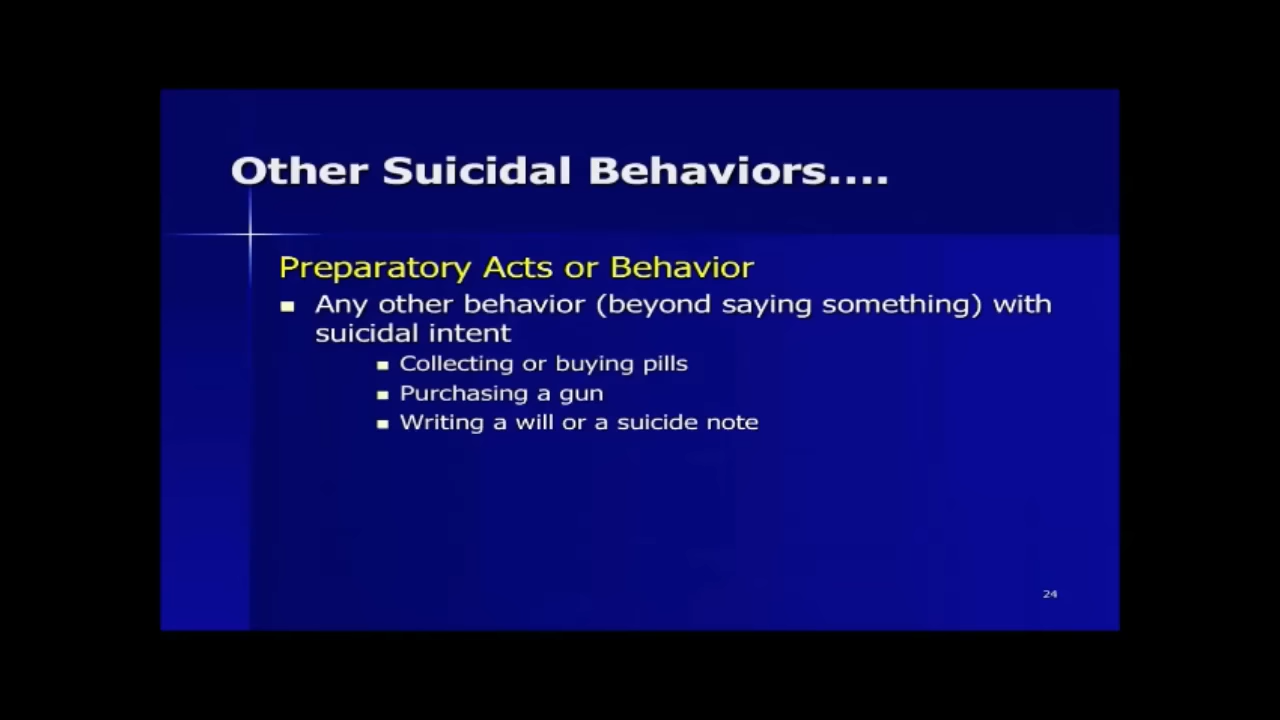 Other Suicidal Behaviors....
Preparatory Acts or Behavior
Any other behavior (beyond saying something) with
suicidal intent
Collecting or buying pills
Purchasing a gun
Writing a will or a suicide note
24